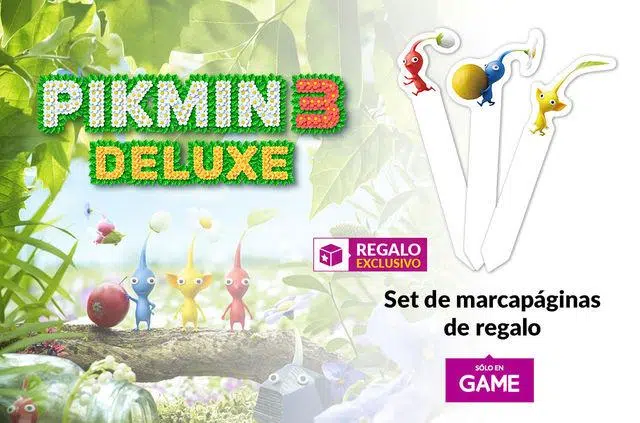 PIKMIN 3
DELUXE
REGALO
EXCLUSIVO
Set de marcapáginas
de regalo
SÓLO EN
GAME